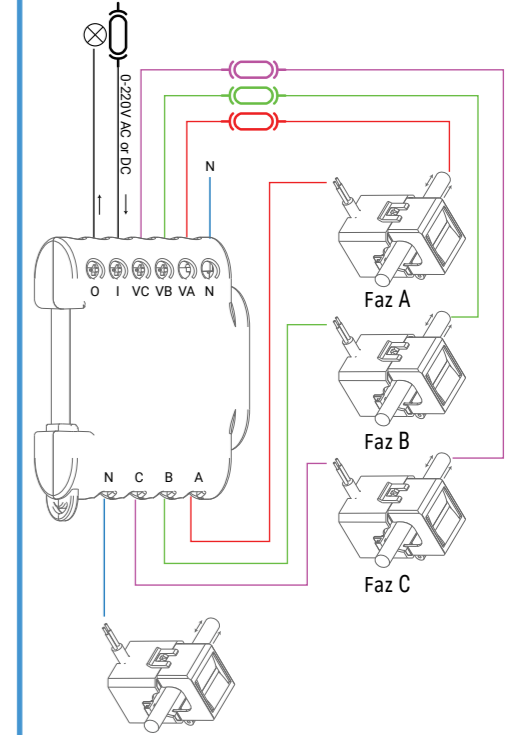 0-220V AC or DC
N
O I VC VB VA N
Faz A
Faz B
N C B A
Faz C